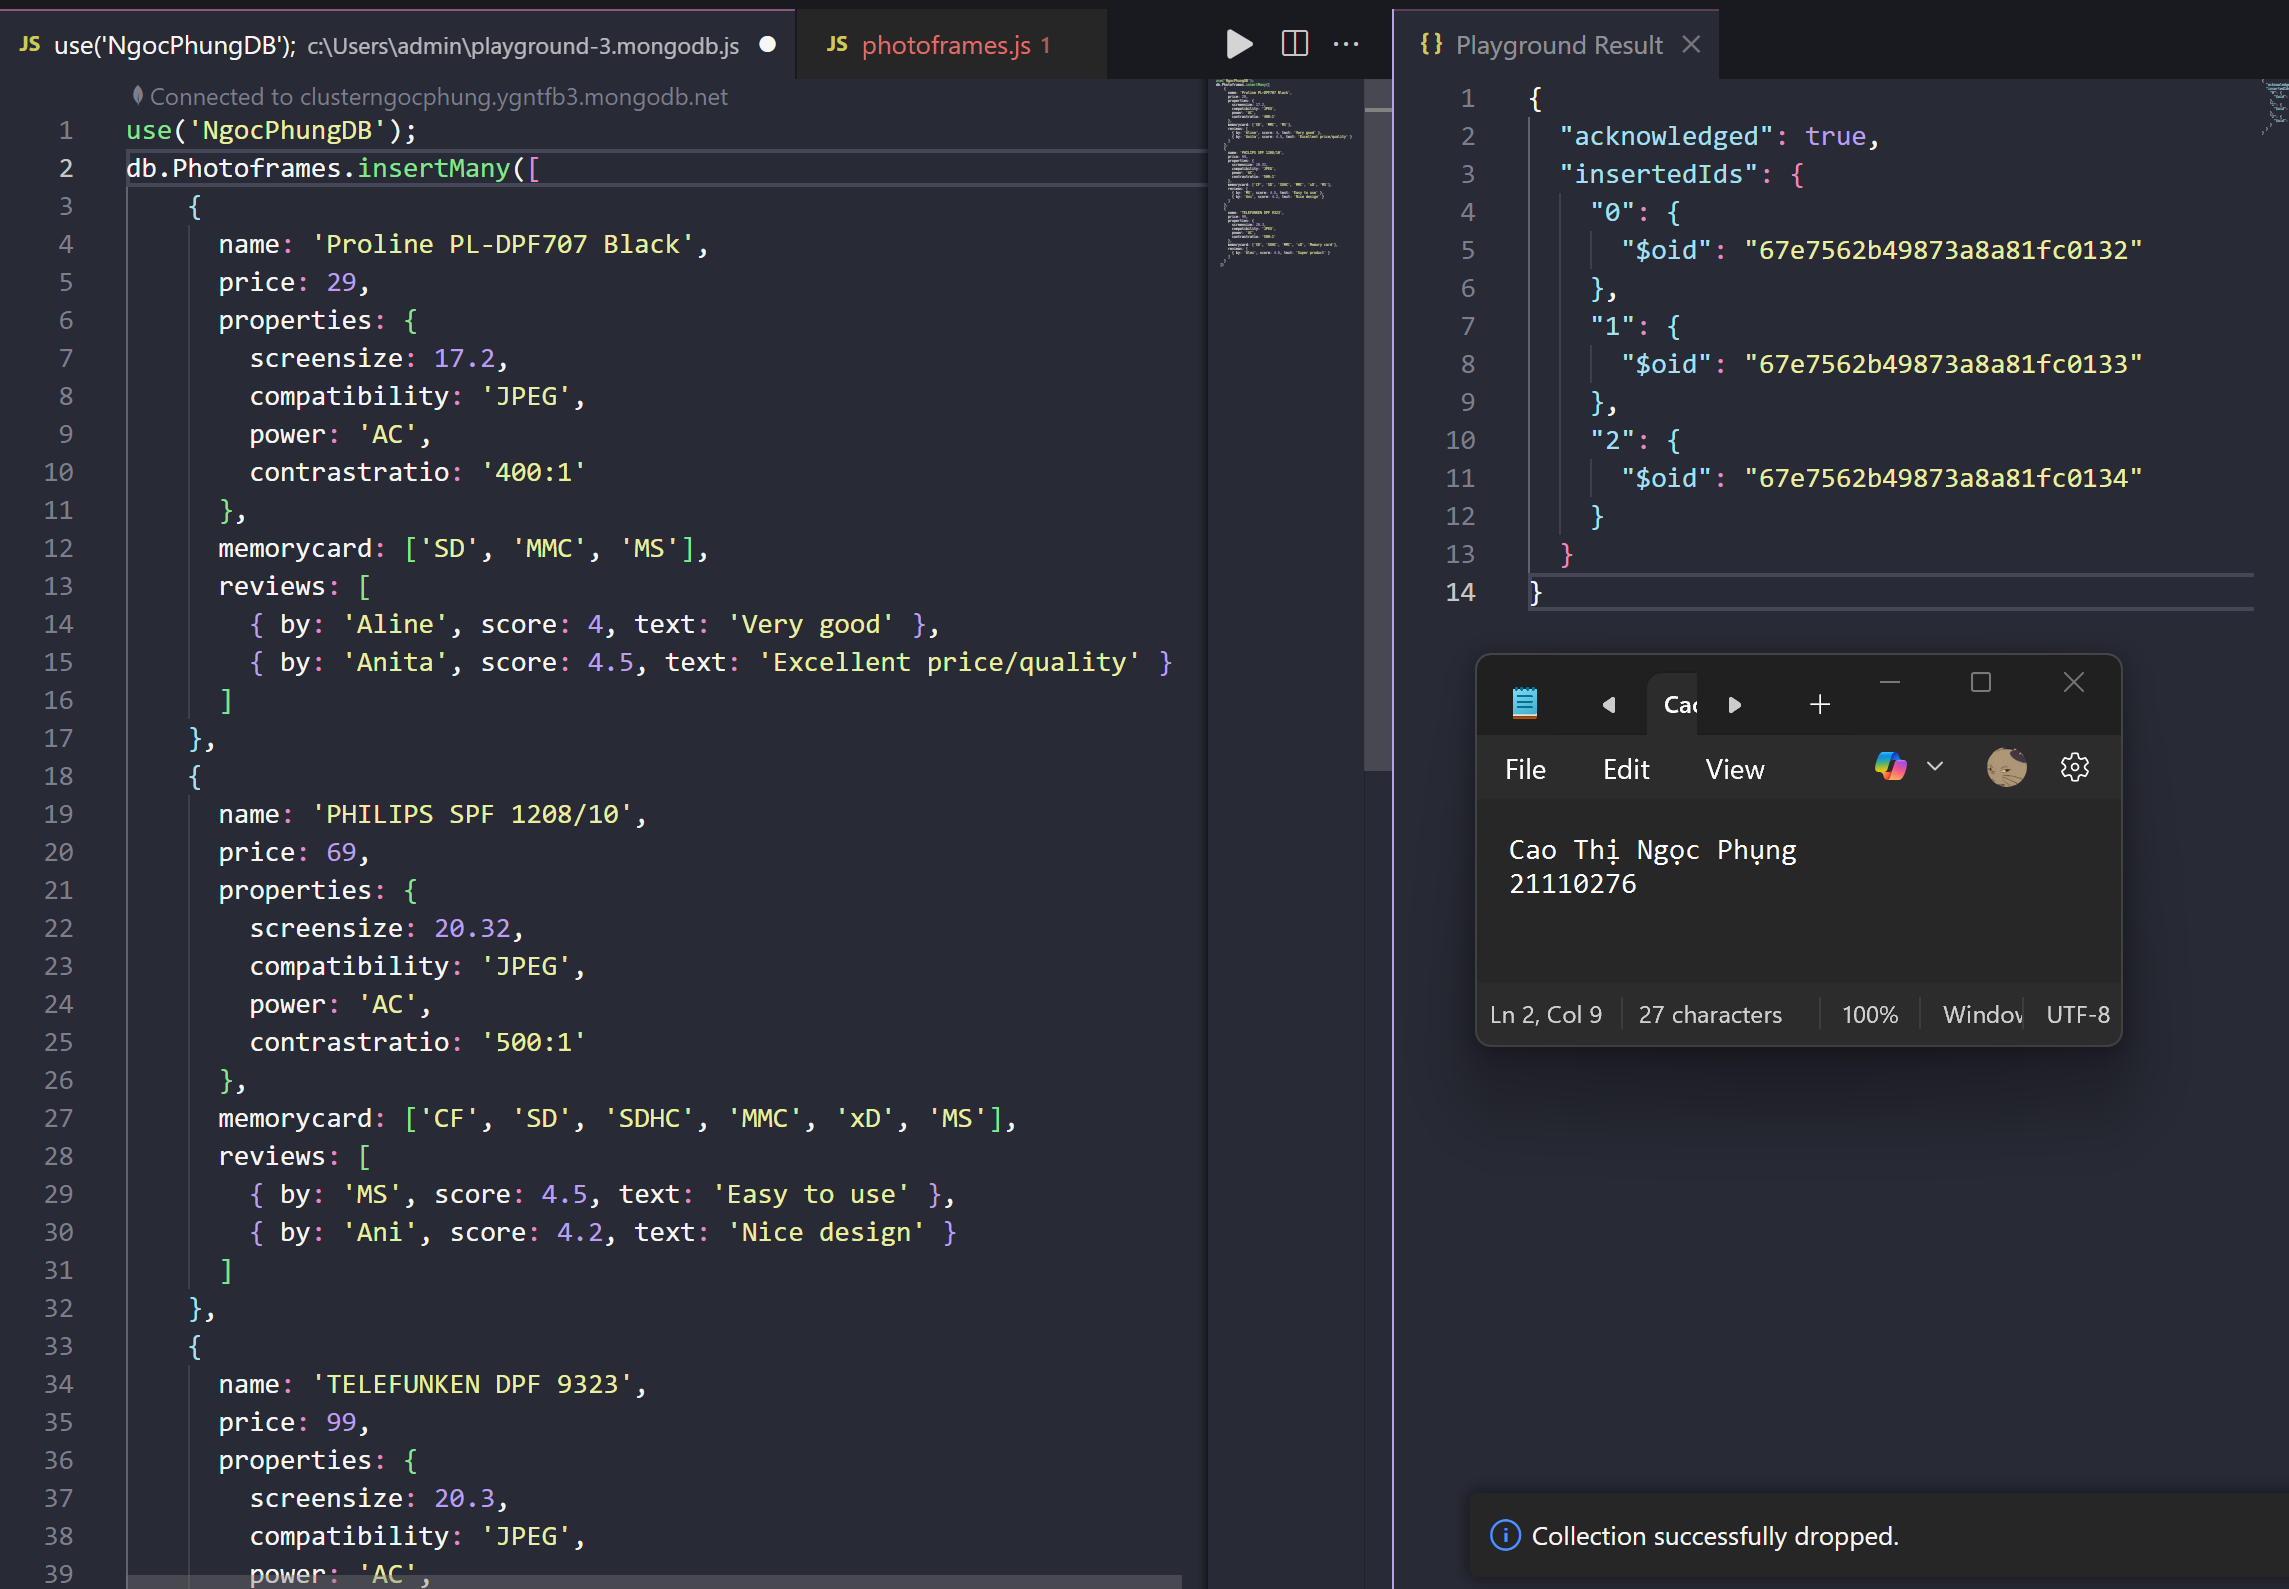 JS use('NgocPhungDB'); c:\Users\admin\playground-3.mongodb.js
JS photoframes.js 1
Connected to clusterngocphung.ygntfb3.mongodb.net
1 use('NgocPhungDB');
2 db.Photoframes.insertMany([
3 {
4 name: 'Proline PL-DPF707 Black',
5 price: 29,
6 properties: {
7 screensize: 17.2,
8 compatibility: 'JPEG',
9 power: 'AC',
10 contrastratio: '400:1'
11 },
12 memorycard: ['SD', 'MMC', 'MS'],
13 reviews: [
14 { by: 'Aline', score: 4, text: 'Very good' },
15 { by: 'Anita', score: 4.5, text: 'Excellent price/quality' }
16 ]
17 },
18 {
19 name: 'PHILIPS SPF 1208/10',
20 price: 69,
21 properties: {
22 screensize: 20.32,
23 compatibility: 'JPEG',
24 power: 'AC',
25 contrastratio: '500:1'
26 },
27 memorycard: ['CF', 'SD', 'SDHC', 'MMC', 'xD', 'MS'],
28 reviews: [
29 { by: 'MS', score: 4.5, text: 'Easy to use' },
30 { by: 'Ani', score: 4.2, text: 'Nice design' }
31 ]
32 },
33 {
34 name: 'TELEFUNKEN DPF 9323',
35 price: 99,
36 properties: {
37 screensize: 20.3,
38 compatibility: 'JPEG',
39 power: 'AC',
{} Playground Result
1 {
2 "acknowledged": true,
3 "insertedIds": {
4 "0": {
5 "$oid": "67e7562b49873a8a81fc0132"
6 },
7 "1": {
8 "$oid": "67e7562b49873a8a81fc0133"
9 },
10 "2": {
11 "$oid": "67e7562b49873a8a81fc0134"
12 }
13 }
14 }
Cao
File Edit View
Cao Thị Ngọc Phụng
21110276
Ln 2, Col 9 27 characters 100% Window UTF-8
Collection successfully dropped.